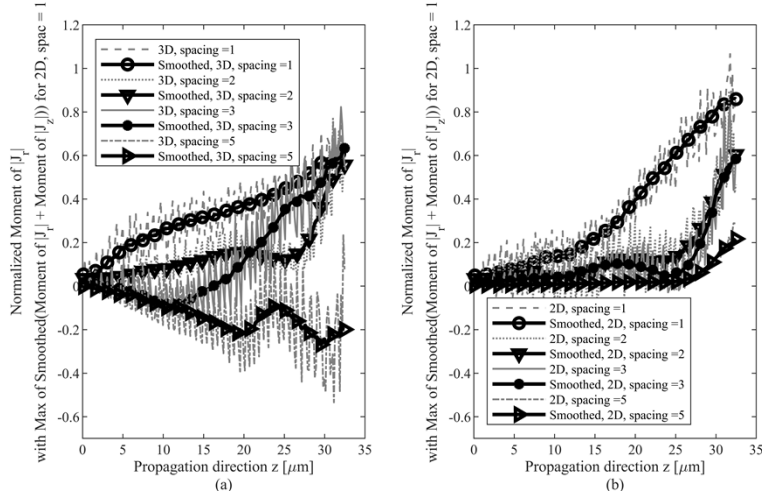 Normalized Moment of |J_r|
with Max of Smoothed(Moment of |J_r| + Moment of |J_z|)) for 2D, spac = 1
1.2
1
0.8
0.6
0.4
0.2
0
-0.2
-0.4
-0.6
3D, spacing =1
Smoothed, 3D, spacing =1
3D, spacing =2
Smoothed, 3D, spacing =2
3D, spacing =3
Smoothed, 3D, spacing =3
3D, spacing =5
Smoothed, 3D, spacing =5
0 5 10 15 20 25 30 35
Propagation direction z [μm]
(a)
Normalized Moment of |J_r|
with Max of Smoothed(Moment of |J_r| + Moment of |J_z|)) for 2D, spac = 1
1.2
1
0.8
0.6
0.4
0.2
0
-0.2
-0.4
-0.6
2D, spacing =1
Smoothed, 2D, spacing =1
2D, spacing =2
Smoothed, 2D, spacing =2
2D, spacing =3
Smoothed, 2D, spacing =3
2D, spacing =5
Smoothed, 2D, spacing =5
0 5 10 15 20 25 30 35
Propagation direction z [μm]
(b)